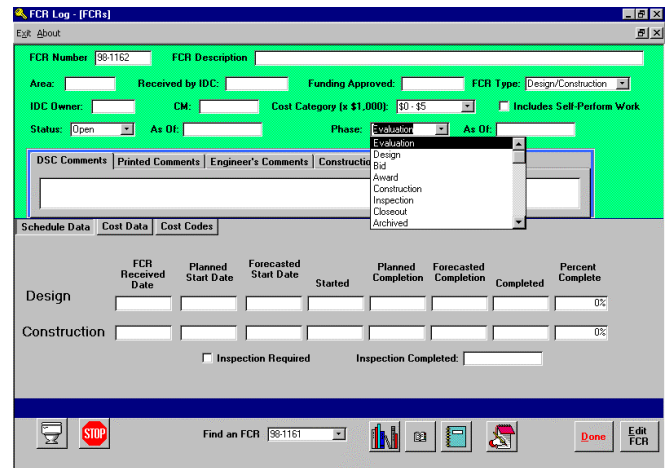 FCR Log - [FCRs]
Exit About
FCR Number 98-1162 FCR Description
Area: Received by IDC: Funding Approved: FCR Type: Design/Construction
IDC Owner: CM: Cost Category (x $1,000): $0 - $5 Includes Self-Perform Work
Status: Open As Of: Phase: Evaluation As Of:
Evaluation
DSC Comments Printed Comments Engineer's Comments Constructio
Design
Bid
Award
Construction
Inspection
Closeout
Archived
Schedule Data Cost Data Cost Codes
FCR Received Date Planned Start Date Forecasted Start Date Started Planned Completion Forecasted Completion Completed Percent Complete
Design 0%
Construction 0%
Inspection Required Inspection Completed:
STOP Find an FCR 98-1161 Done Edit FCR